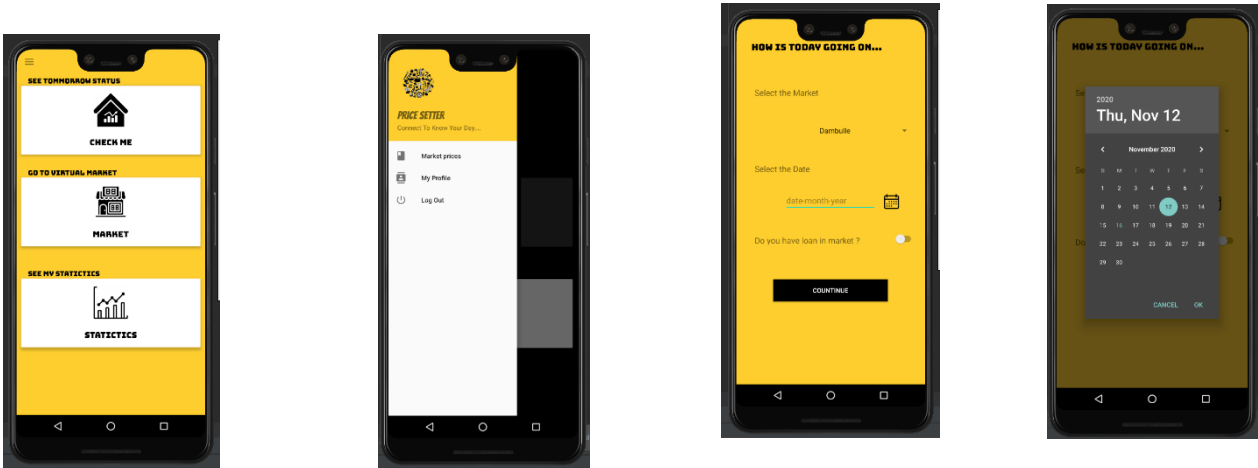 SEE TOMMORROW STATUS
CHECK ME
GO TO VIRTUAL MARKET
MARKET
SEE MY STATICTICS
STATICTICS
PRICE SETTER
Connect To Know Your Day...
Market prices
My Profile
Log Out
HOW IS TODAY GOING ON...
Select the Market
Dambulle
Select the Date
date-month-year
Do you have loan in market ?
COUNTINUE
HOW IS TODAY GOING ON...
Se
2020
Thu, Nov 12
November 2020
S M T W T F S
1 2 3 4 5 6 7
8 9 10 11 12 13 14
15 16 17 18 19 20 21
22 23 24 25 26 27 28
29 30
Se
Do
CANCEL OK